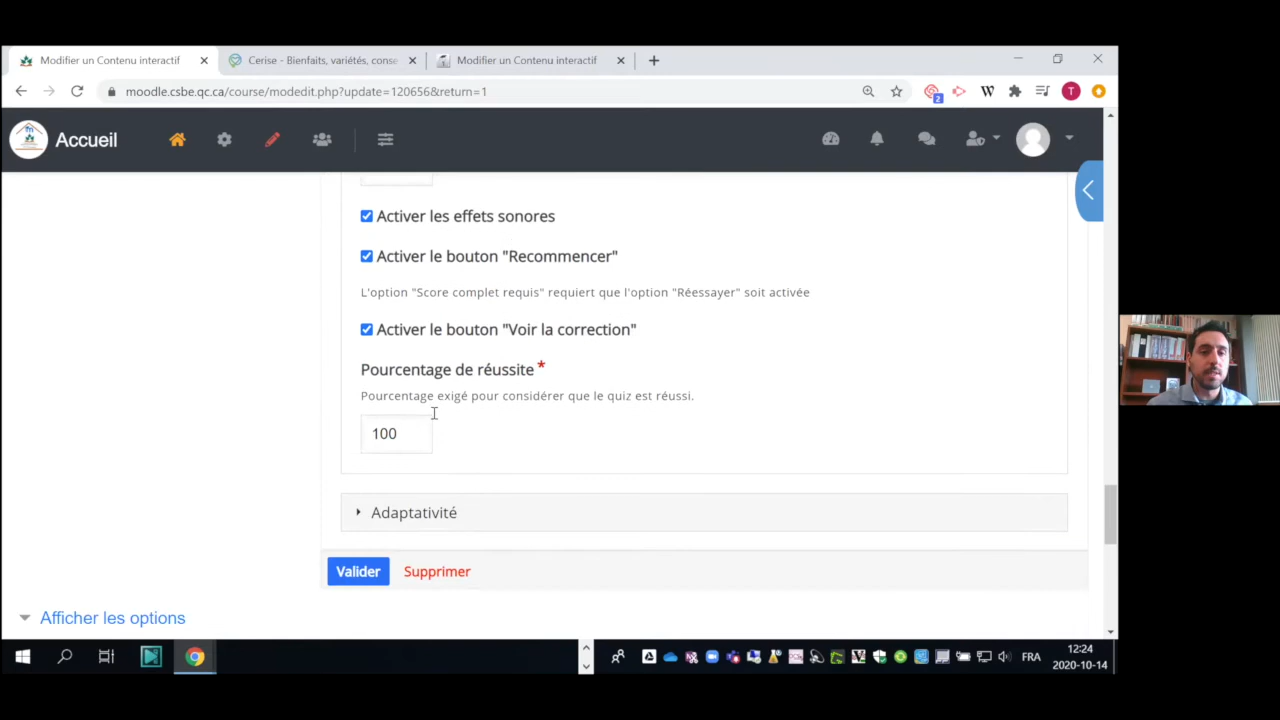 Modifier un Contenu interactif
Cerise - Bienfaits, variétés, conse
Modifier un Contenu interactif
moodle.csbe.qc.ca/course/modedit.php?update=120656&return=1
2
W
T
Accueil
Activer les effets sonores
Activer le bouton "Recommencer"
L'option "Score complet requis" requiert que l'option "Réessayer" soit activée
Activer le bouton "Voir la correction"
Pourcentage de réussite *
Pourcentage exigé pour considérer que le quiz est réussi.
100
Adaptativité
Valider Supprimer
Afficher les options
FRA
12:24
2020-10-14